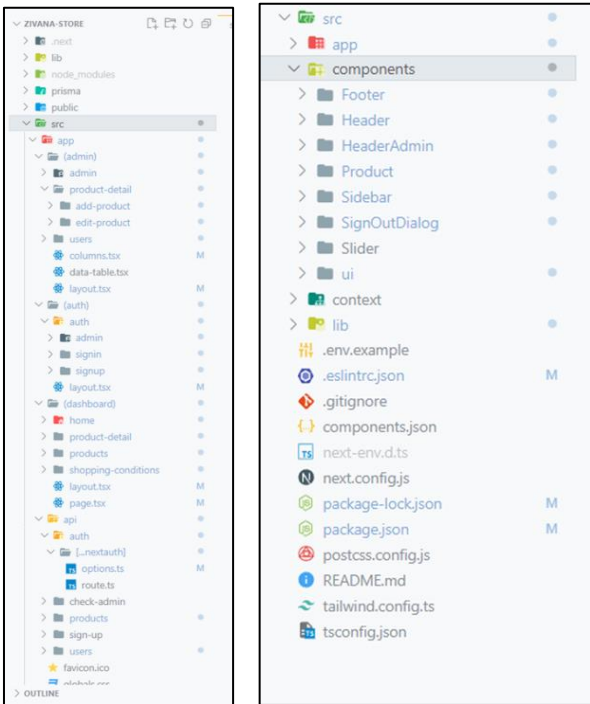 ZIVANA-STORE
.next
lib
node_modules
prisma
public
src
app
(admin)
admin
product-detail
add-product
edit-product
users
columns.tsx M
data-table.tsx
layout.tsx M
(auth)
auth
admin
signin
signup
layout.tsx M
(dashboard)
home
product-detail
products
shopping-conditions
layout.tsx M
page.tsx M
api
auth
[...nextauth]
options.ts M
route.ts
check-admin
products
sign-up
users
favicon.ico
globals.css
OUTLINE
src
app
components
Footer
Header
HeaderAdmin
Product
Sidebar
SignOutDialog
Slider
ui
context
lib
.env.example
.eslintrc.json M
.gitignore
components.json
next-env.d.ts
next.config.js
package-lock.json M
package.json M
postcss.config.js
README.md
tailwind.config.ts
tsconfig.json